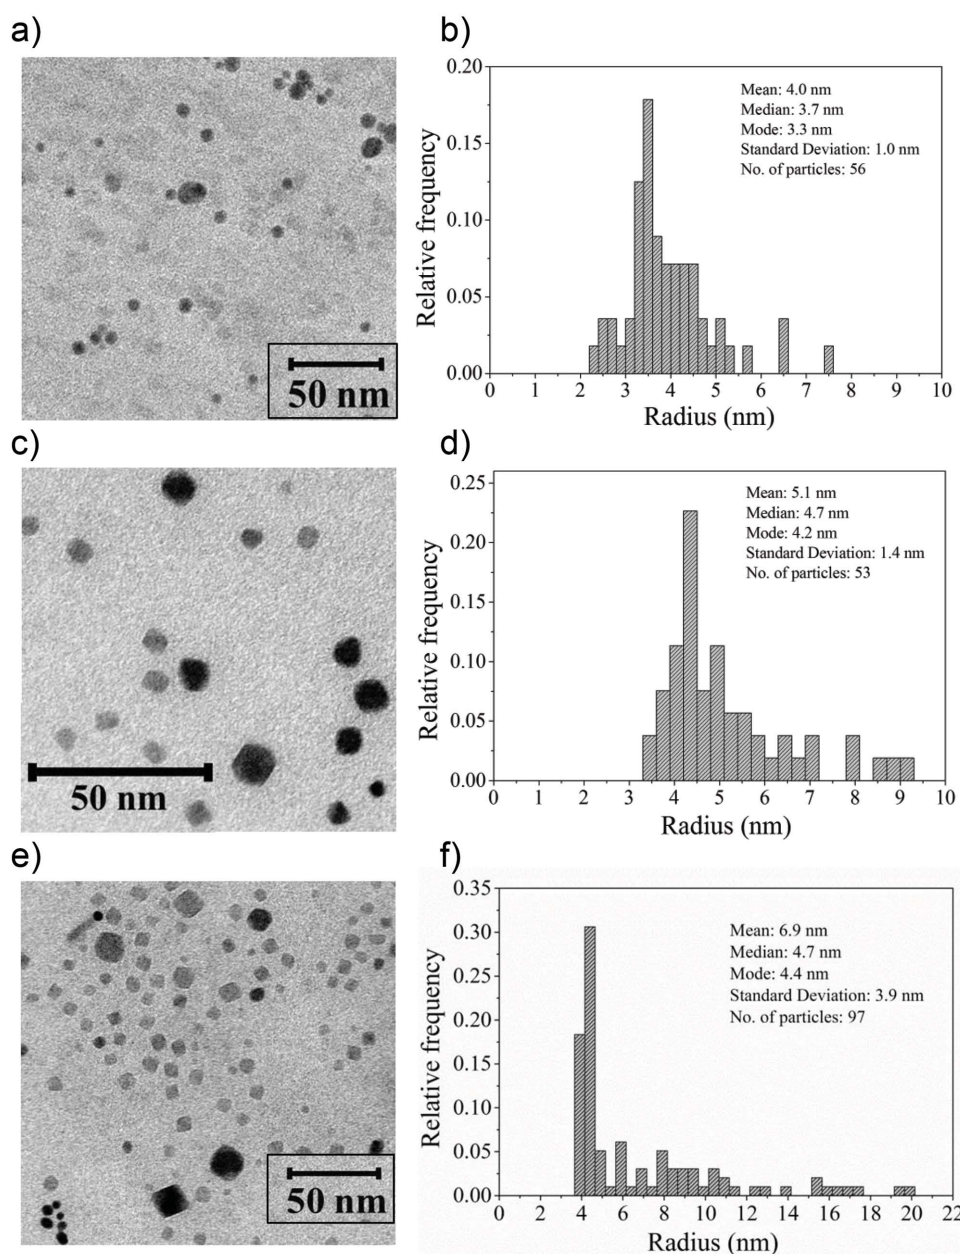 a)
50 nm
b)
0.20
0.15
0.10
0.05
0.00
Relative frequency
Mean: 4.0 nm
Median: 3.7 nm
Mode: 3.3 nm
Standard Deviation: 1.0 nm
No. of particles: 56
0 1 2 3 4 5 6 7 8 9 10
Radius (nm)
c)
50 nm
d)
0.25
0.20
0.15
0.10
0.05
0.00
Relative frequency
Mean: 5.1 nm
Median: 4.7 nm
Mode: 4.2 nm
Standard Deviation: 1.4 nm
No. of particles: 53
0 1 2 3 4 5 6 7 8 9 10
Radius (nm)
e)
50 nm
f)
0.35
0.30
0.25
0.20
0.15
0.10
0.05
0.00
Relative frequency
Mean: 6.9 nm
Median: 4.7 nm
Mode: 4.4 nm
Standard Deviation: 3.9 nm
No. of particles: 97
0 2 4 6 8 10 12 14 16 18 20 22
Radius (nm)